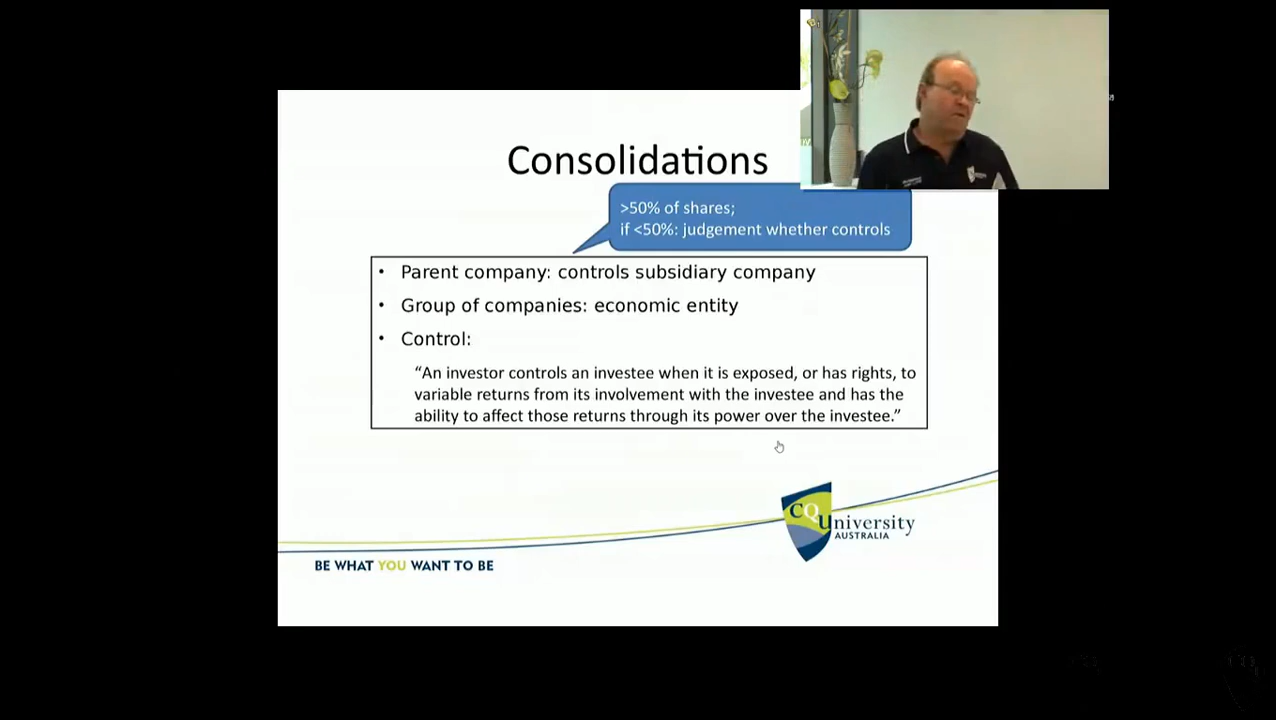 Consolidations
>50% of shares;
if <50%: judgement whether controls
• Parent company: controls subsidiary company
• Group of companies: economic entity
• Control:
“An investor controls an investee when it is exposed, or has rights, to
variable returns from its involvement with the investee and has the
ability to affect those returns through its power over the investee.”
CQUniversity
AUSTRALIA
BE WHAT YOU WANT TO BE